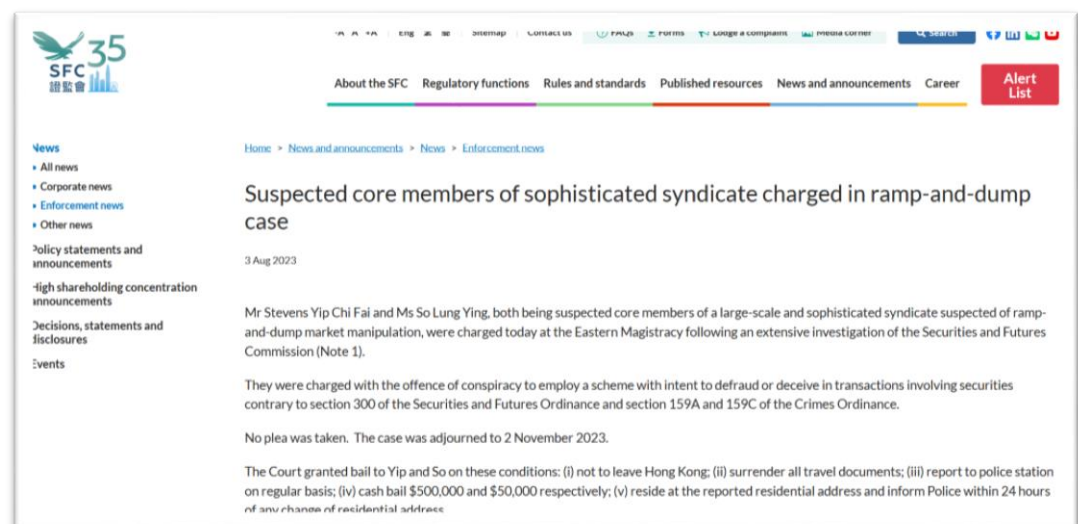 35
SFC
證監會
-A A +A Eng 繁 簡 Sitemap Contact us FAQs Forms Lodge a complaint Media corner Search
About the SFC Regulatory functions Rules and standards Published resources News and announcements Career
Alert
List
News
All news
Corporate news
Enforcement news
Other news
Policy statements and
announcements
High shareholding concentration
announcements
Decisions, statements and
disclosures
Events
Home > News and announcements > News > Enforcement news
Suspected core members of sophisticated syndicate charged in ramp-and-dump
case
3 Aug 2023
Mr Stevens Yip Chi Fai and Ms So Lung Ying, both being suspected core members of a large-scale and sophisticated syndicate suspected of ramp-
and-dump market manipulation, were charged today at the Eastern Magistracy following an extensive investigation of the Securities and Futures
Commission (Note 1).
They were charged with the offence of conspiracy to employ a scheme with intent to defraud or deceive in transactions involving securities
contrary to section 300 of the Securities and Futures Ordinance and section 159A and 159C of the Crimes Ordinance.
No plea was taken. The case was adjourned to 2 November 2023.
The Court granted bail to Yip and So on these conditions: (i) not to leave Hong Kong; (ii) surrender all travel documents; (iii) report to police station
on regular basis; (iv) cash bail $500,000 and $50,000 respectively; (v) reside at the reported residential address and inform Police within 24 hours
of any change of residential address